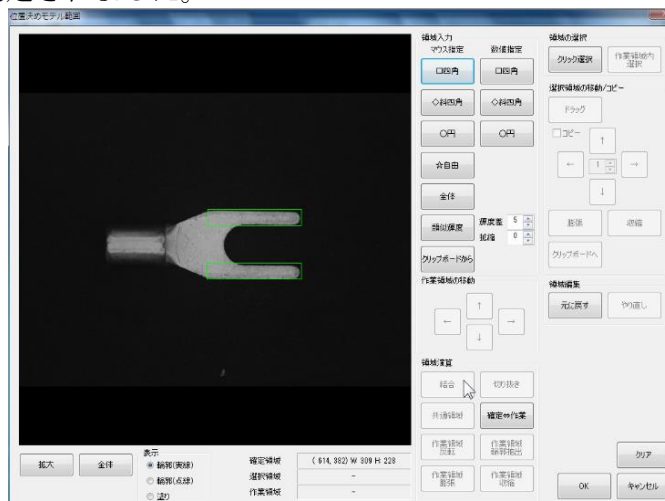 位置決めモデル範囲
領域入力
マウス指定
数値指定
□四角
□四角
◇斜四角
◇斜四角
○円
○円
☆自由
全体
類似輝度
輝度差 5
拡縮 0
クリップボードから
作業領域の移動
↑
←
→
↓
領域演算
結合
切り抜き
共通領域
確定⇔作業
作業領域
反転
作業領域
輪郭抽出
作業領域
膨張
作業領域
収縮
領域の選択
クリック選択
作業領域内
選択
選択領域の移動/コピー
ドラッグ
コピー
↑
←
1
→
↓
膨張
収縮
クリップボードへ
領域編集
元に戻す
やり直し
クリア
OK
キャンセル
拡大
全体
表示
輪郭(実線)
輪郭(点線)
塗り
確定領域
( 614, 382) W 309 H 228
選択領域
-
作業領域
-